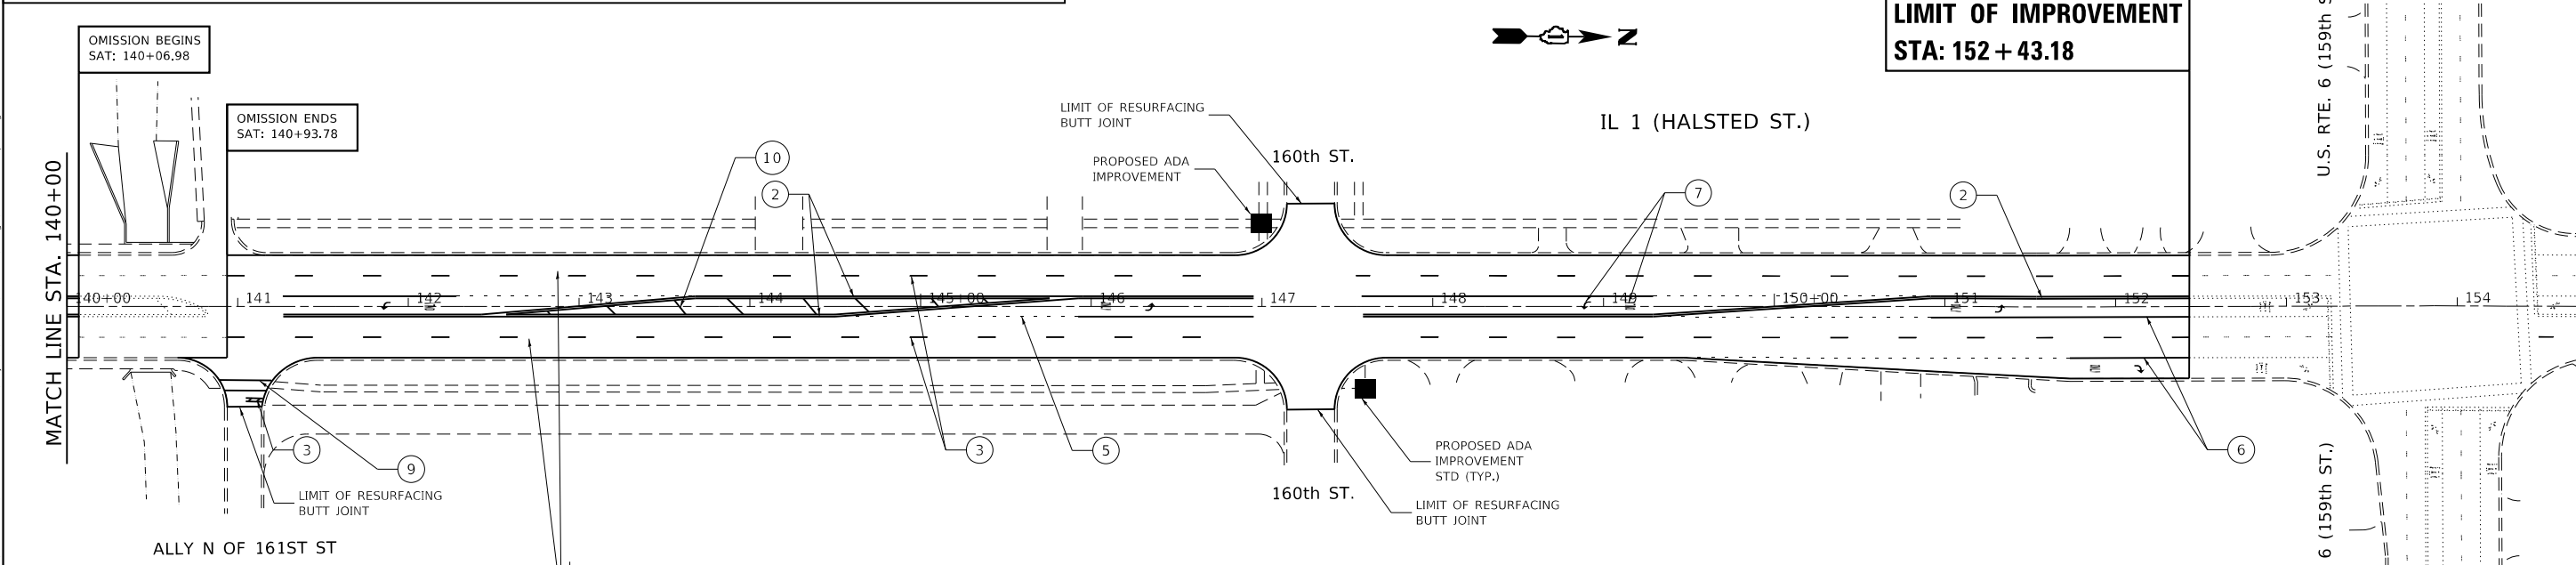 OMISSION BEGINS
SAT: 140+06.98
OMISSION ENDS
SAT: 140+93.78
MATCH LINE STA. 140+00
LIMIT OF RESURFACING
BUTT JOINT
PROPOSED ADA
IMPROVEMENT
160th ST.
N
IL 1 (HALSTED ST.)
LIMIT OF IMPROVEMENT
STA: 152 + 43.18
U.S. RTE. 6 (159th S
10
2
7
2
140+00
141
142
143
144
145+00
146
147
148
149
150+00
151
152
153
154
3
9
LIMIT OF RESURFACING
BUTT JOINT
ALLY N OF 161ST ST
3
5
160th ST.
PROPOSED ADA
IMPROVEMENT
STD (TYP.)
LIMIT OF RESURFACING
BUTT JOINT
6
6 (159th ST.)